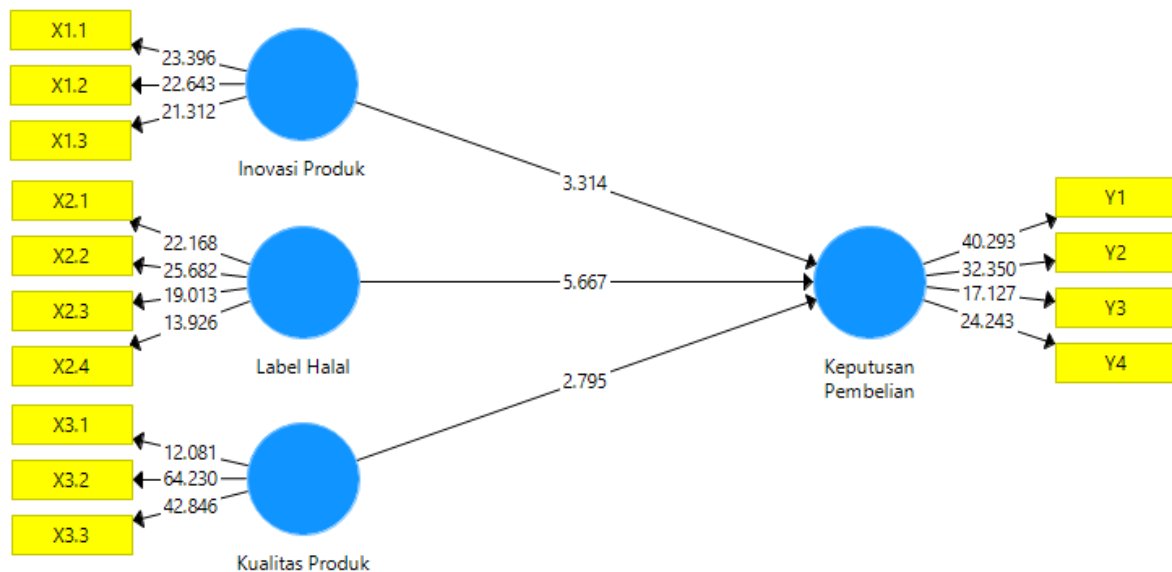 X1.1
23.396
X1.2
22.643
21.312
X1.3
Inovasi Produk
3.314
X2.1
22.168
X2.2
25.682
19.013
X2.3
13.926
X2.4
Label Halal
5.667
X3.1
12.081
X3.2
64.230
42.846
X3.3
Kualitas Produk
2.795
Keputusan
Pembelian
Y1
40.293
Y2
32.350
17.127
Y3
24.243
Y4